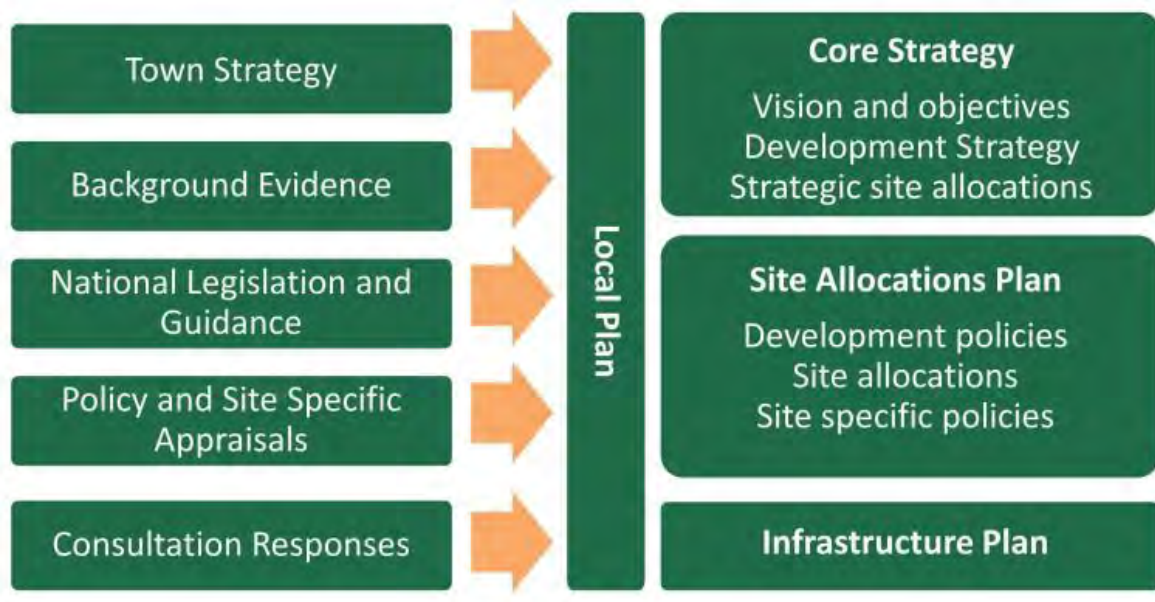 Town Strategy
Background Evidence
National Legislation and
Guidance
Policy and Site Specific
Appraisals
Consultation Responses
Local Plan
Core Strategy
Vision and objectives
Development Strategy
Strategic site allocations
Site Allocations Plan
Development policies
Site allocations
Site specific policies
Infrastructure Plan